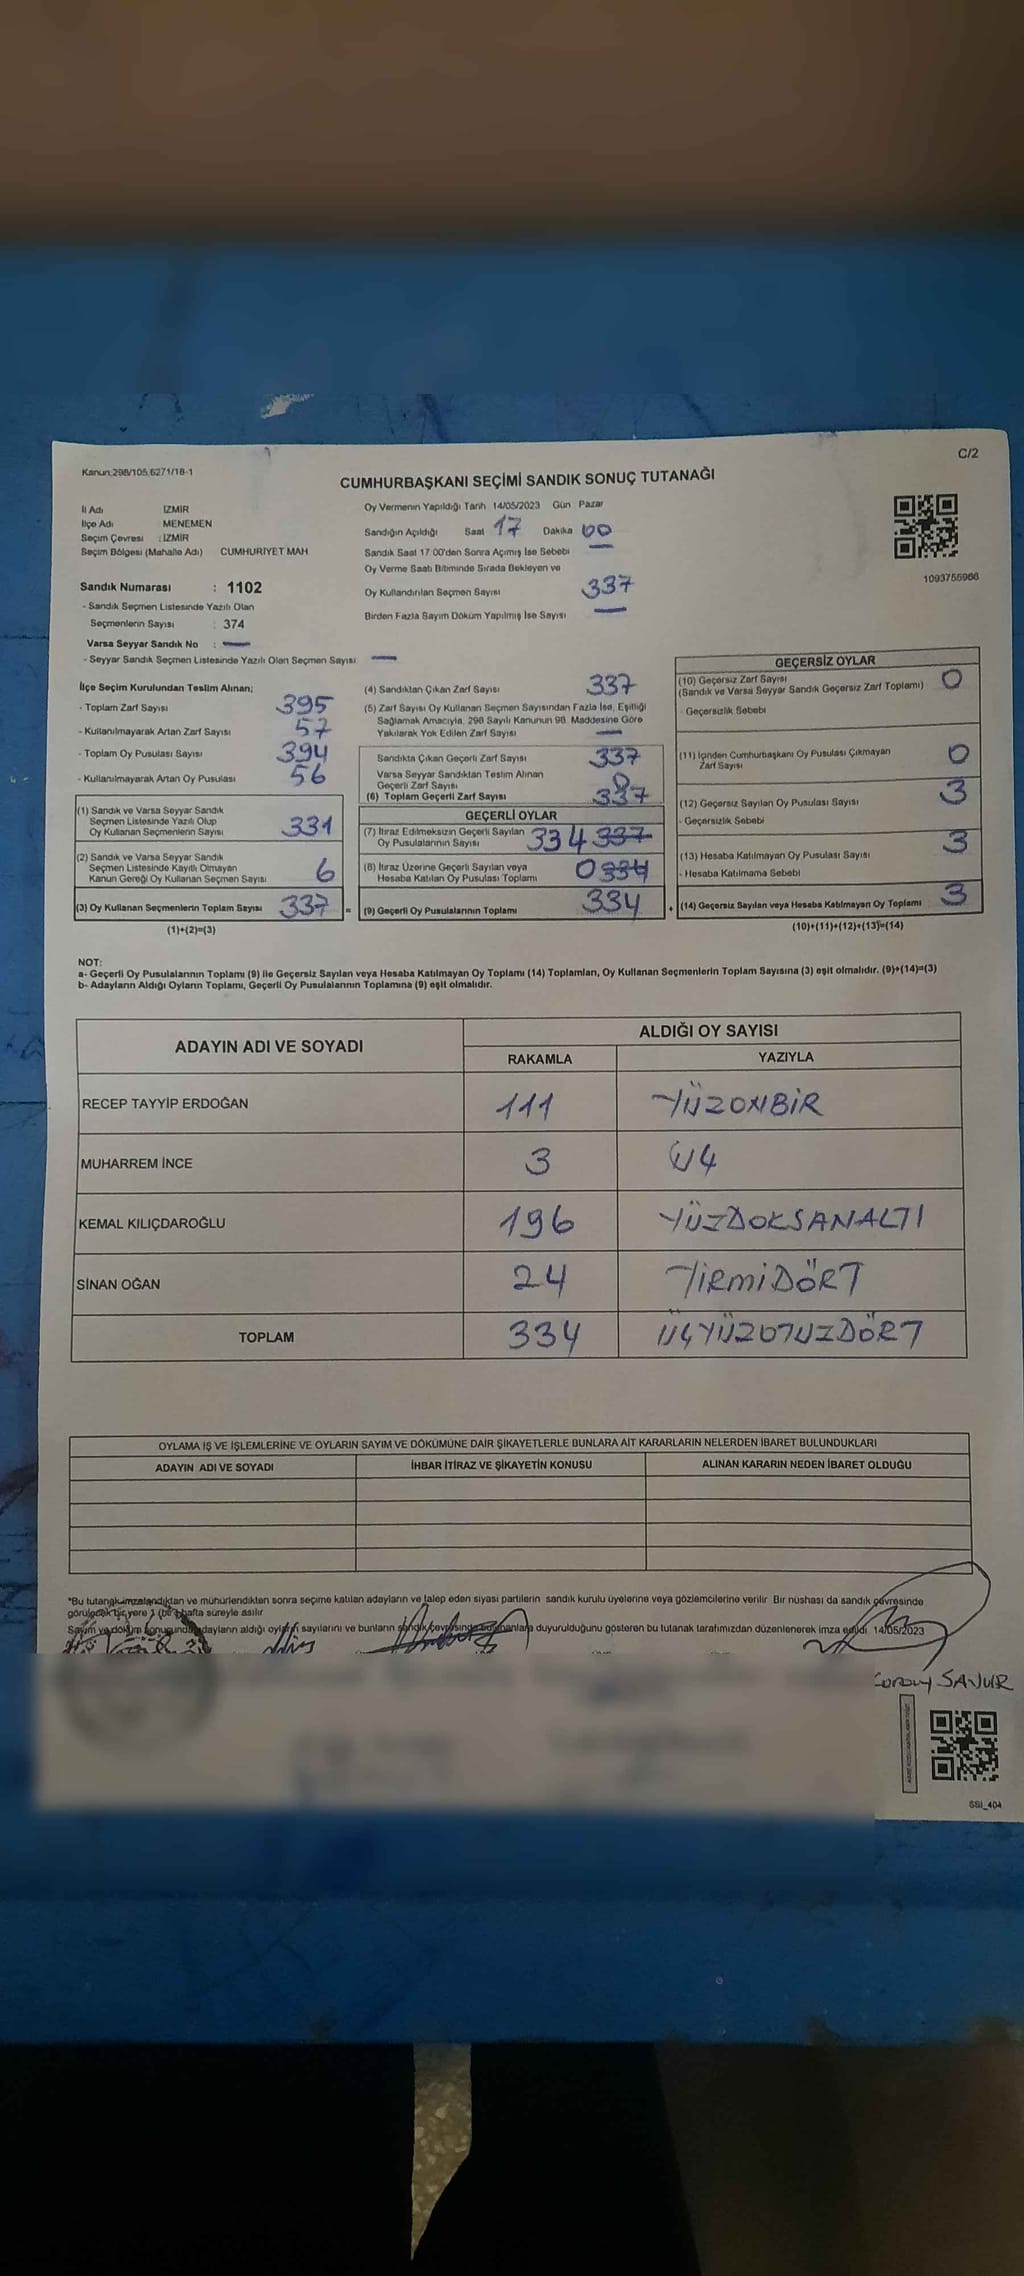 C/2
Kanun:298/105,6271/18-1
CUMHURBAŞKANI SEÇİMİ SANDIK SONUÇ TUTANAĞI
İl Adı İZMİR
İlçe Adı MENEMEN
Seçim Çevresi : İZMİR
Seçim Bölgesi (Mahalle Adı) CUMHURİYET MAH
Sandık Numarası : 1102
- Sandık Seçmen Listesinde Yazılı Olan
Seçmenlerin Sayısı : 374
Varsa Seyyar Sandık No : —
- Seyyar Sandık Seçmen Listesinde Yazılı Olan Seçmen Sayısı —
Oy Vermenin Yapıldığı Tarih 14/05/2023 Gün Pazar
Sandığın Açıldığı Saat 17 Dakika 00
Sandık Saat 17:00'den Sonra Açılmış İse Sebebi —
Oy Verme Saati Bitiminde Sırada Bekleyen ve
Oy Kullandırılan Seçmen Sayısı 337
Birden Fazla Sayım Döküm Yapılmış İse Sayısı —
1093755966
İlçe Seçim Kurulundan Teslim Alınan;
- Toplam Zarf Sayısı 395
- Kullanılmayarak Artan Zarf Sayısı 57
- Toplam Oy Pusulası Sayısı 394
- Kullanılmayarak Artan Oy Pusulası 56
(1) Sandık ve Varsa Seyyar Sandık
Seçmen Listesinde Yazılı Olup
Oy Kullanan Seçmenlerin Sayısı 331
(2) Sandık ve Varsa Seyyar Sandık
Seçmen Listesinde Kayıtlı Olmayan
Kanun Gereği Oy Kullanan Seçmen Sayısı 6
(3) Oy Kullanan Seçmenlerin Toplam Sayısı 337 =
(1)+(2)=(3)
(4) Sandıktan Çıkan Zarf Sayısı 337
(5) Zarf Sayısı Oy Kullanan Seçmen Sayısından Fazla İse, Eşitliği
Sağlamak Amacıyla, 298 Sayılı Kanunun 98. Maddesine Göre
Yakılarak Yok Edilen Zarf Sayısı —
Sandıkta Çıkan Geçerli Zarf Sayısı 337
Varsa Seyyar Sandıktan Teslim Alınan
Geçerli Zarf Sayısı 0
(6) Toplam Geçerli Zarf Sayısı 337
GEÇERLİ OYLAR
(7) İtiraz Edilmeksizin Geçerli Sayılan
Oy Pusulalarının Sayısı 334 337
(8) İtiraz Üzerine Geçerli Sayılan veya
Hesaba Katılan Oy Pusulası Toplamı 0 334
(9) Geçerli Oy Pusulalarının Toplamı 334 +
GEÇERSİZ OYLAR
(10) Geçersiz Zarf Sayısı 0
(Sandık ve Varsa Seyyar Sandık Geçersiz Zarf Toplamı)
- Geçersizlik Sebebi
(11) İçinden Cumhurbaşkanı Oy Pusulası Çıkmayan
Zarf Sayısı 0
(12) Geçersiz Sayılan Oy Pusulası Sayısı 3
- Geçersizlik Sebebi
(13) Hesaba Katılmayan Oy Pusulası Sayısı 3
- Hesaba Katılmama Sebebi
(14) Geçersiz Sayılan veya Hesaba Katılmayan Oy Toplamı 3
(10)+(11)+(12)+(13)=(14)
NOT:
a- Geçerli Oy Pusulalarının Toplamı (9) ile Geçersiz Sayılan veya Hesaba Katılmayan Oy Toplamı (14) Toplamları, Oy Kullanan Seçmenlerin Toplam Sayısına (3) eşit olmalıdır. (9)+(14)=(3)
b- Adayların Aldığı Oyların Toplamı, Geçerli Oy Pusulalarının Toplamına (9) eşit olmalıdır.
ADAYIN ADI VE SOYADI
ALDIĞI OY SAYISI
RAKAMLA YAZIYLA
RECEP TAYYİP ERDOĞAN 111 YÜZONBİR
MUHARREM İNCE 3 ÜÇ
KEMAL KILIÇDAROĞLU 196 YÜZDOKSANALTI
SİNAN OĞAN 24 YİRMİDÖRT
TOPLAM 334 ÜÇYÜZOTUZDÖRT
OYLAMA İŞ VE İŞLEMLERİNE VE OYLARIN SAYIM VE DÖKÜMÜNE DAİR ŞİKAYETLERLE BUNLARA AİT KARARLARIN NELERDEN İBARET BULUNDUKLARI
ADAYIN ADI VE SOYADI İHBAR İTİRAZ VE ŞİKAYETİN KONUSU ALINAN KARARIN NEDEN İBARET OLDUĞU
*Bu tutanak imzalandıktan ve mühürlendikten sonra seçime katılan adayların ve talep eden siyasi partilerin sandık kurulu üyelerine veya gözlemcilerine verilir. Bir nüshası da sandık çevresinde
görülecek bir yere 1 (bir) hafta süreyle asılır
Sayım ve döküm sonucunda adayların aldığı oyların sayılarını ve bunların sandık çevresinde bulunanlara duyurulduğunu gösteren bu tutanak tarafımızdan düzenlenerek imza edildi. 14/05/2023
SAVUR
SSI_404